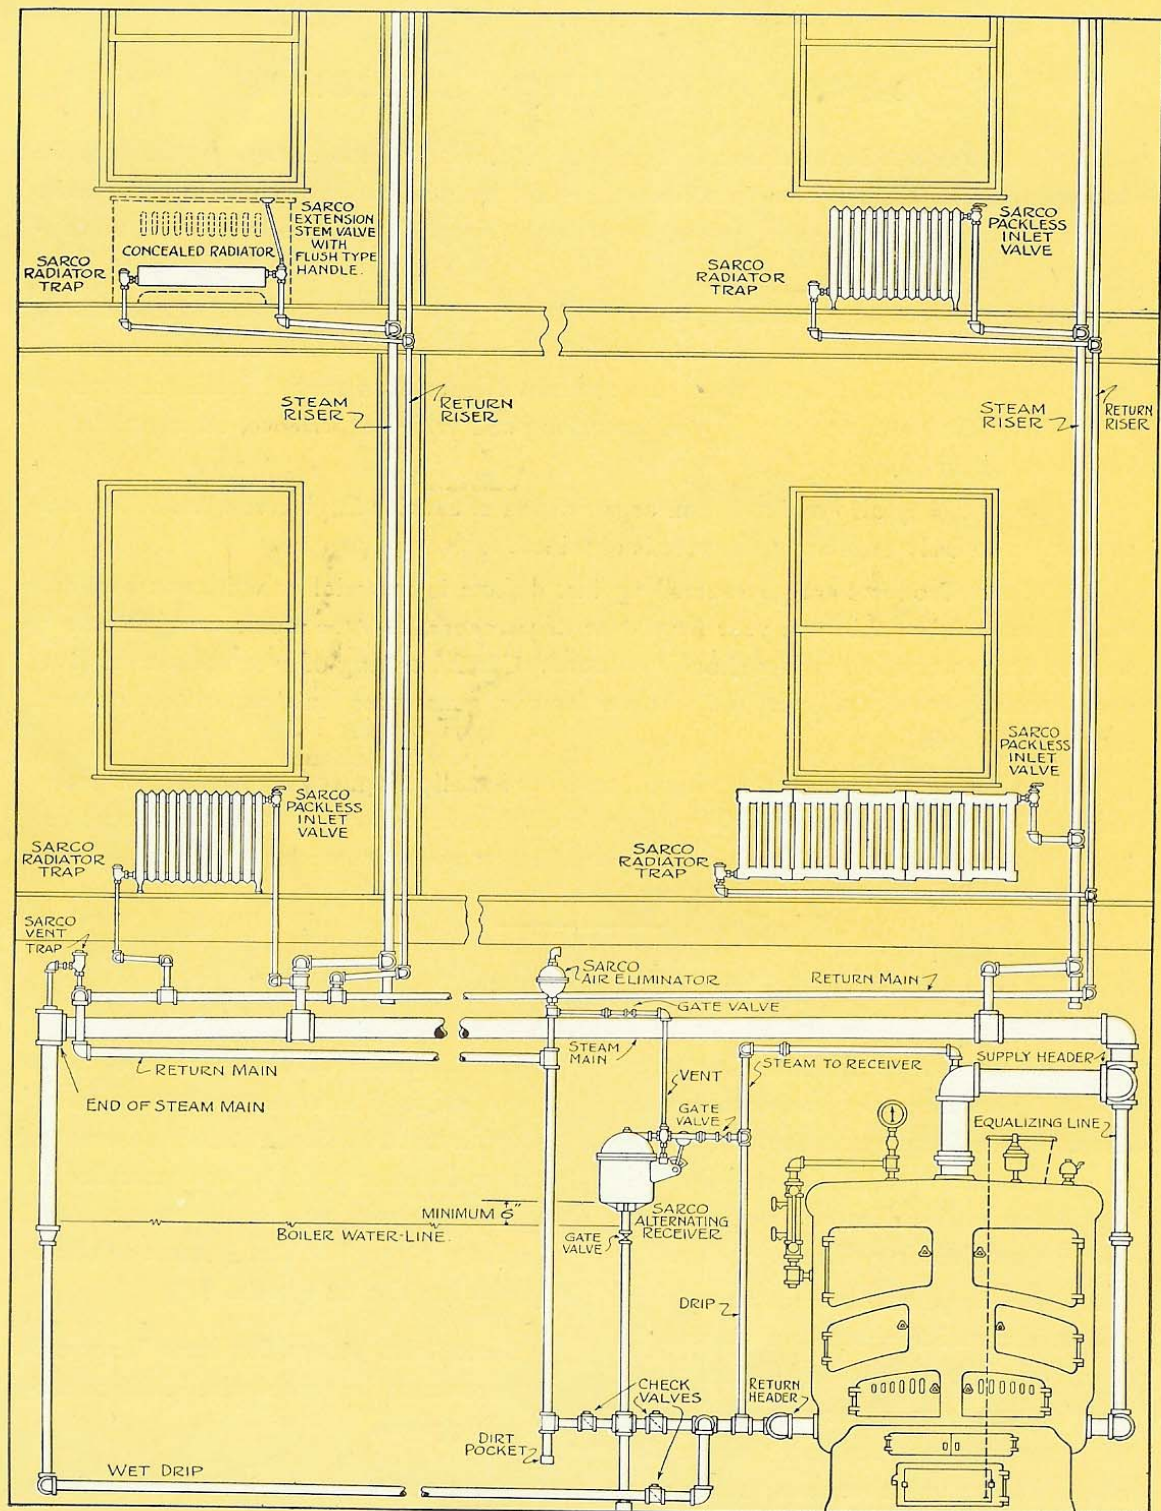 SARCO
EXTENSION
STEM VALVE
WITH
FLUSH TYPE
HANDLE.
CONCEALED RADIATOR
SARCO
RADIATOR
TRAP
SARCO
PACKLESS
INLET
VALVE
SARCO
RADIATOR
TRAP
STEAM
RISER
RETURN
RISER
STEAM
RISER
RETURN
RISER
SARCO
PACKLESS
INLET
VALVE
SARCO
PACKLESS
INLET
VALVE
SARCO
RADIATOR
TRAP
SARCO
RADIATOR
TRAP
SARCO
VENT
TRAP
SARCO
AIR ELIMINATOR
RETURN MAIN
GATE VALVE
STEAM
MAIN
SUPPLY HEADER
RETURN MAIN
STEAM TO RECEIVER
VENT
END OF STEAM MAIN
GATE
VALVE
EQUALIZING LINE
MINIMUM 6"
SARCO
ALTERNATING
RECEIVER
BOILER WATER-LINE.
GATE
VALVE
DRIP
CHECK
VALVES
RETURN
HEADER
DIRT
POCKET
WET DRIP